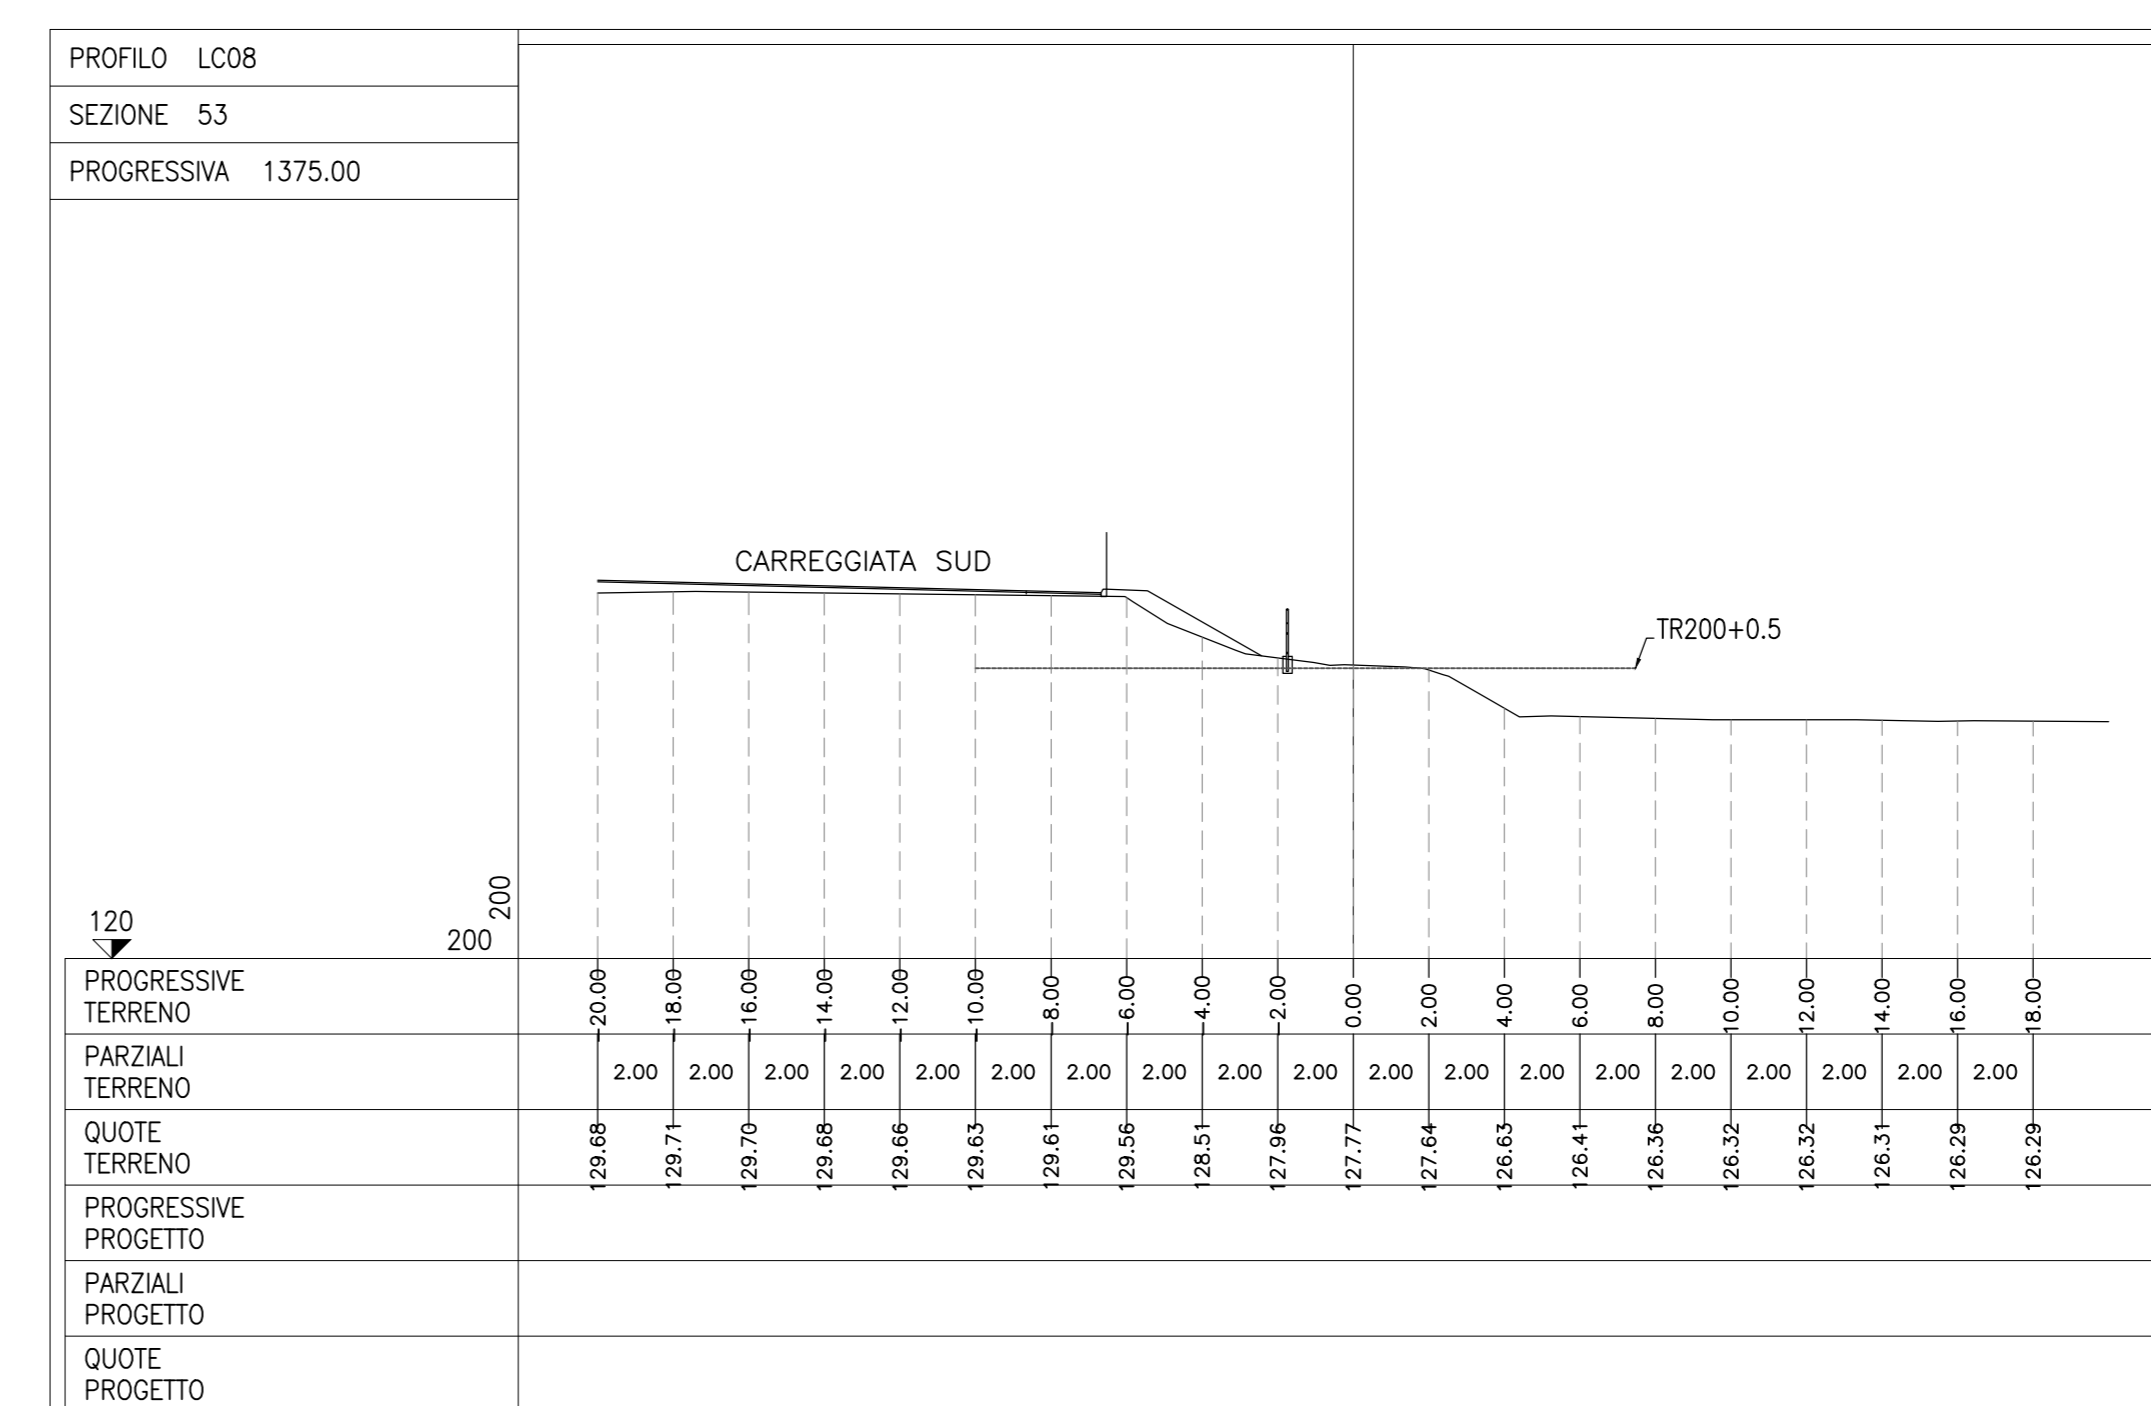 PROFILO LC08
SEZIONE 53
PROGRESSIVA 1375.00
CARREGGIATA SUD
TR200+0.5
120
200
200
PROGRESSIVE
TERRENO
-20.00 -18.00 -16.00 -14.00 -12.00 -10.00 -8.00 -6.00 -4.00 -2.00 0.00 2.00 4.00 6.00 8.00 10.00 12.00 14.00 16.00 18.00
PARZIALI
TERRENO
2.00 2.00 2.00 2.00 2.00 2.00 2.00 2.00 2.00 2.00 2.00 2.00 2.00 2.00 2.00 2.00 2.00 2.00 2.00
QUOTE
TERRENO
129.68 129.71 129.70 129.68 129.66 129.63 129.61 129.56 128.51 127.96 127.77 127.64 126.63 126.41 126.36 126.32 126.32 126.31 126.29 126.29
PROGRESSIVE
PROGETTO
PARZIALI
PROGETTO
QUOTE
PROGETTO